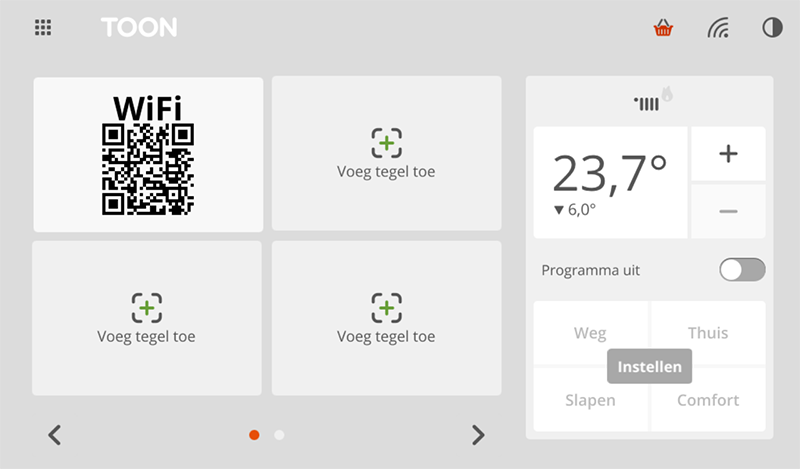 TOON
WiFi
Voeg tegel toe
Voeg tegel toe
Voeg tegel toe
23,7°
▼ 6,0°
Programma uit
Weg
Thuis
Instellen
Slapen
Comfort